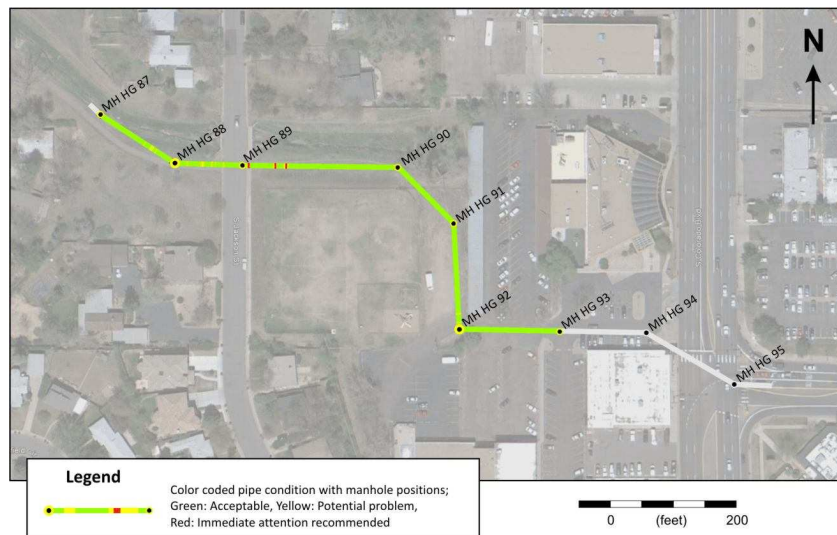 N
MH HG 87
MH HG 88
MH HG 89
MH HG 90
MH HG 91
MH HG 92
MH HG 93
MH HG 94
MH HG 95
Legend
Color coded pipe condition with manhole positions;
Green: Acceptable, Yellow: Potential problem,
Red: Immediate attention recommended
0 (feet) 200